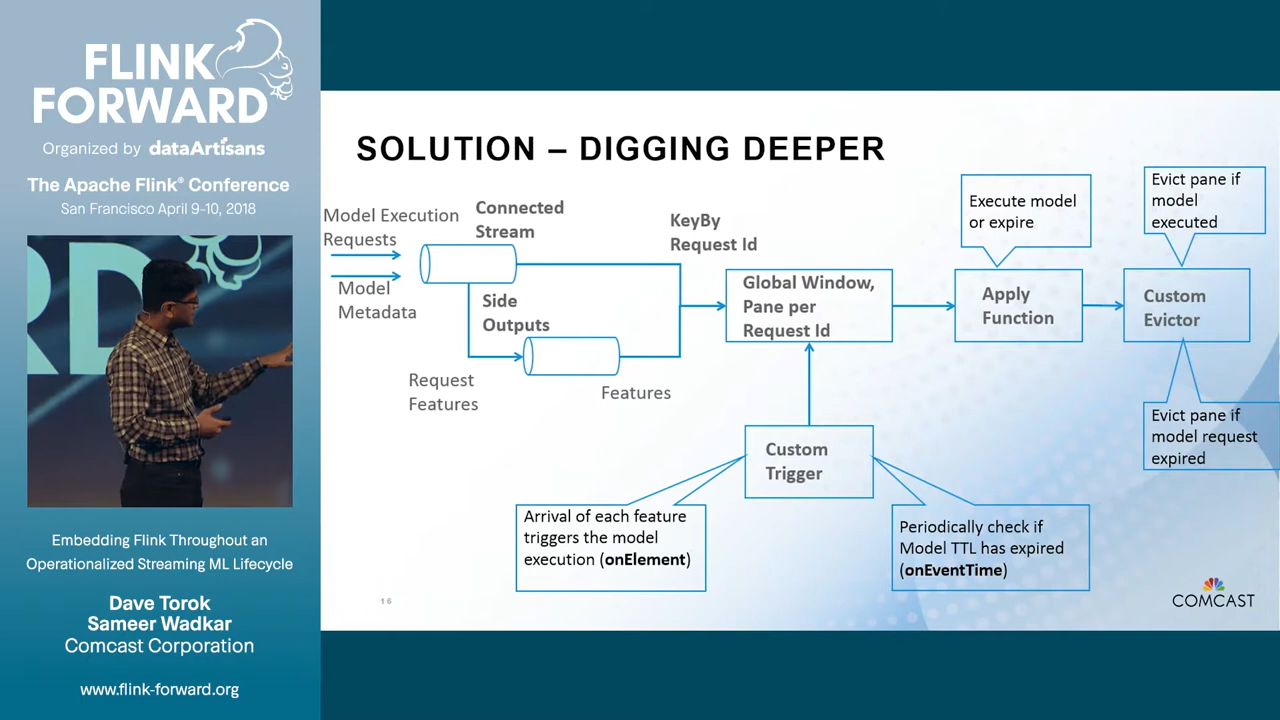 FLINK
FORWARD
Organized by dataArtisans
The Apache Flink® Conference
San Francisco April 9-10, 2018
RD
Embedding Flink Throughout an
Operationalized Streaming ML Lifecycle
Dave Torok
Sameer Wadkar
Comcast Corporation
www.flink-forward.org
SOLUTION – DIGGING DEEPER
Model Execution
Requests
Model
Metadata
Connected
Stream
Side
Outputs
Request
Features
Features
KeyBy
Request Id
Global Window,
Pane per
Request Id
Execute model
or expire
Apply
Function
Evict pane if
model
executed
Custom
Evictor
Evict pane if
model request
expired
Custom
Trigger
Arrival of each feature
triggers the model
execution (onElement)
Periodically check if
Model TTL has expired
(onEventTime)
16
COMCAST